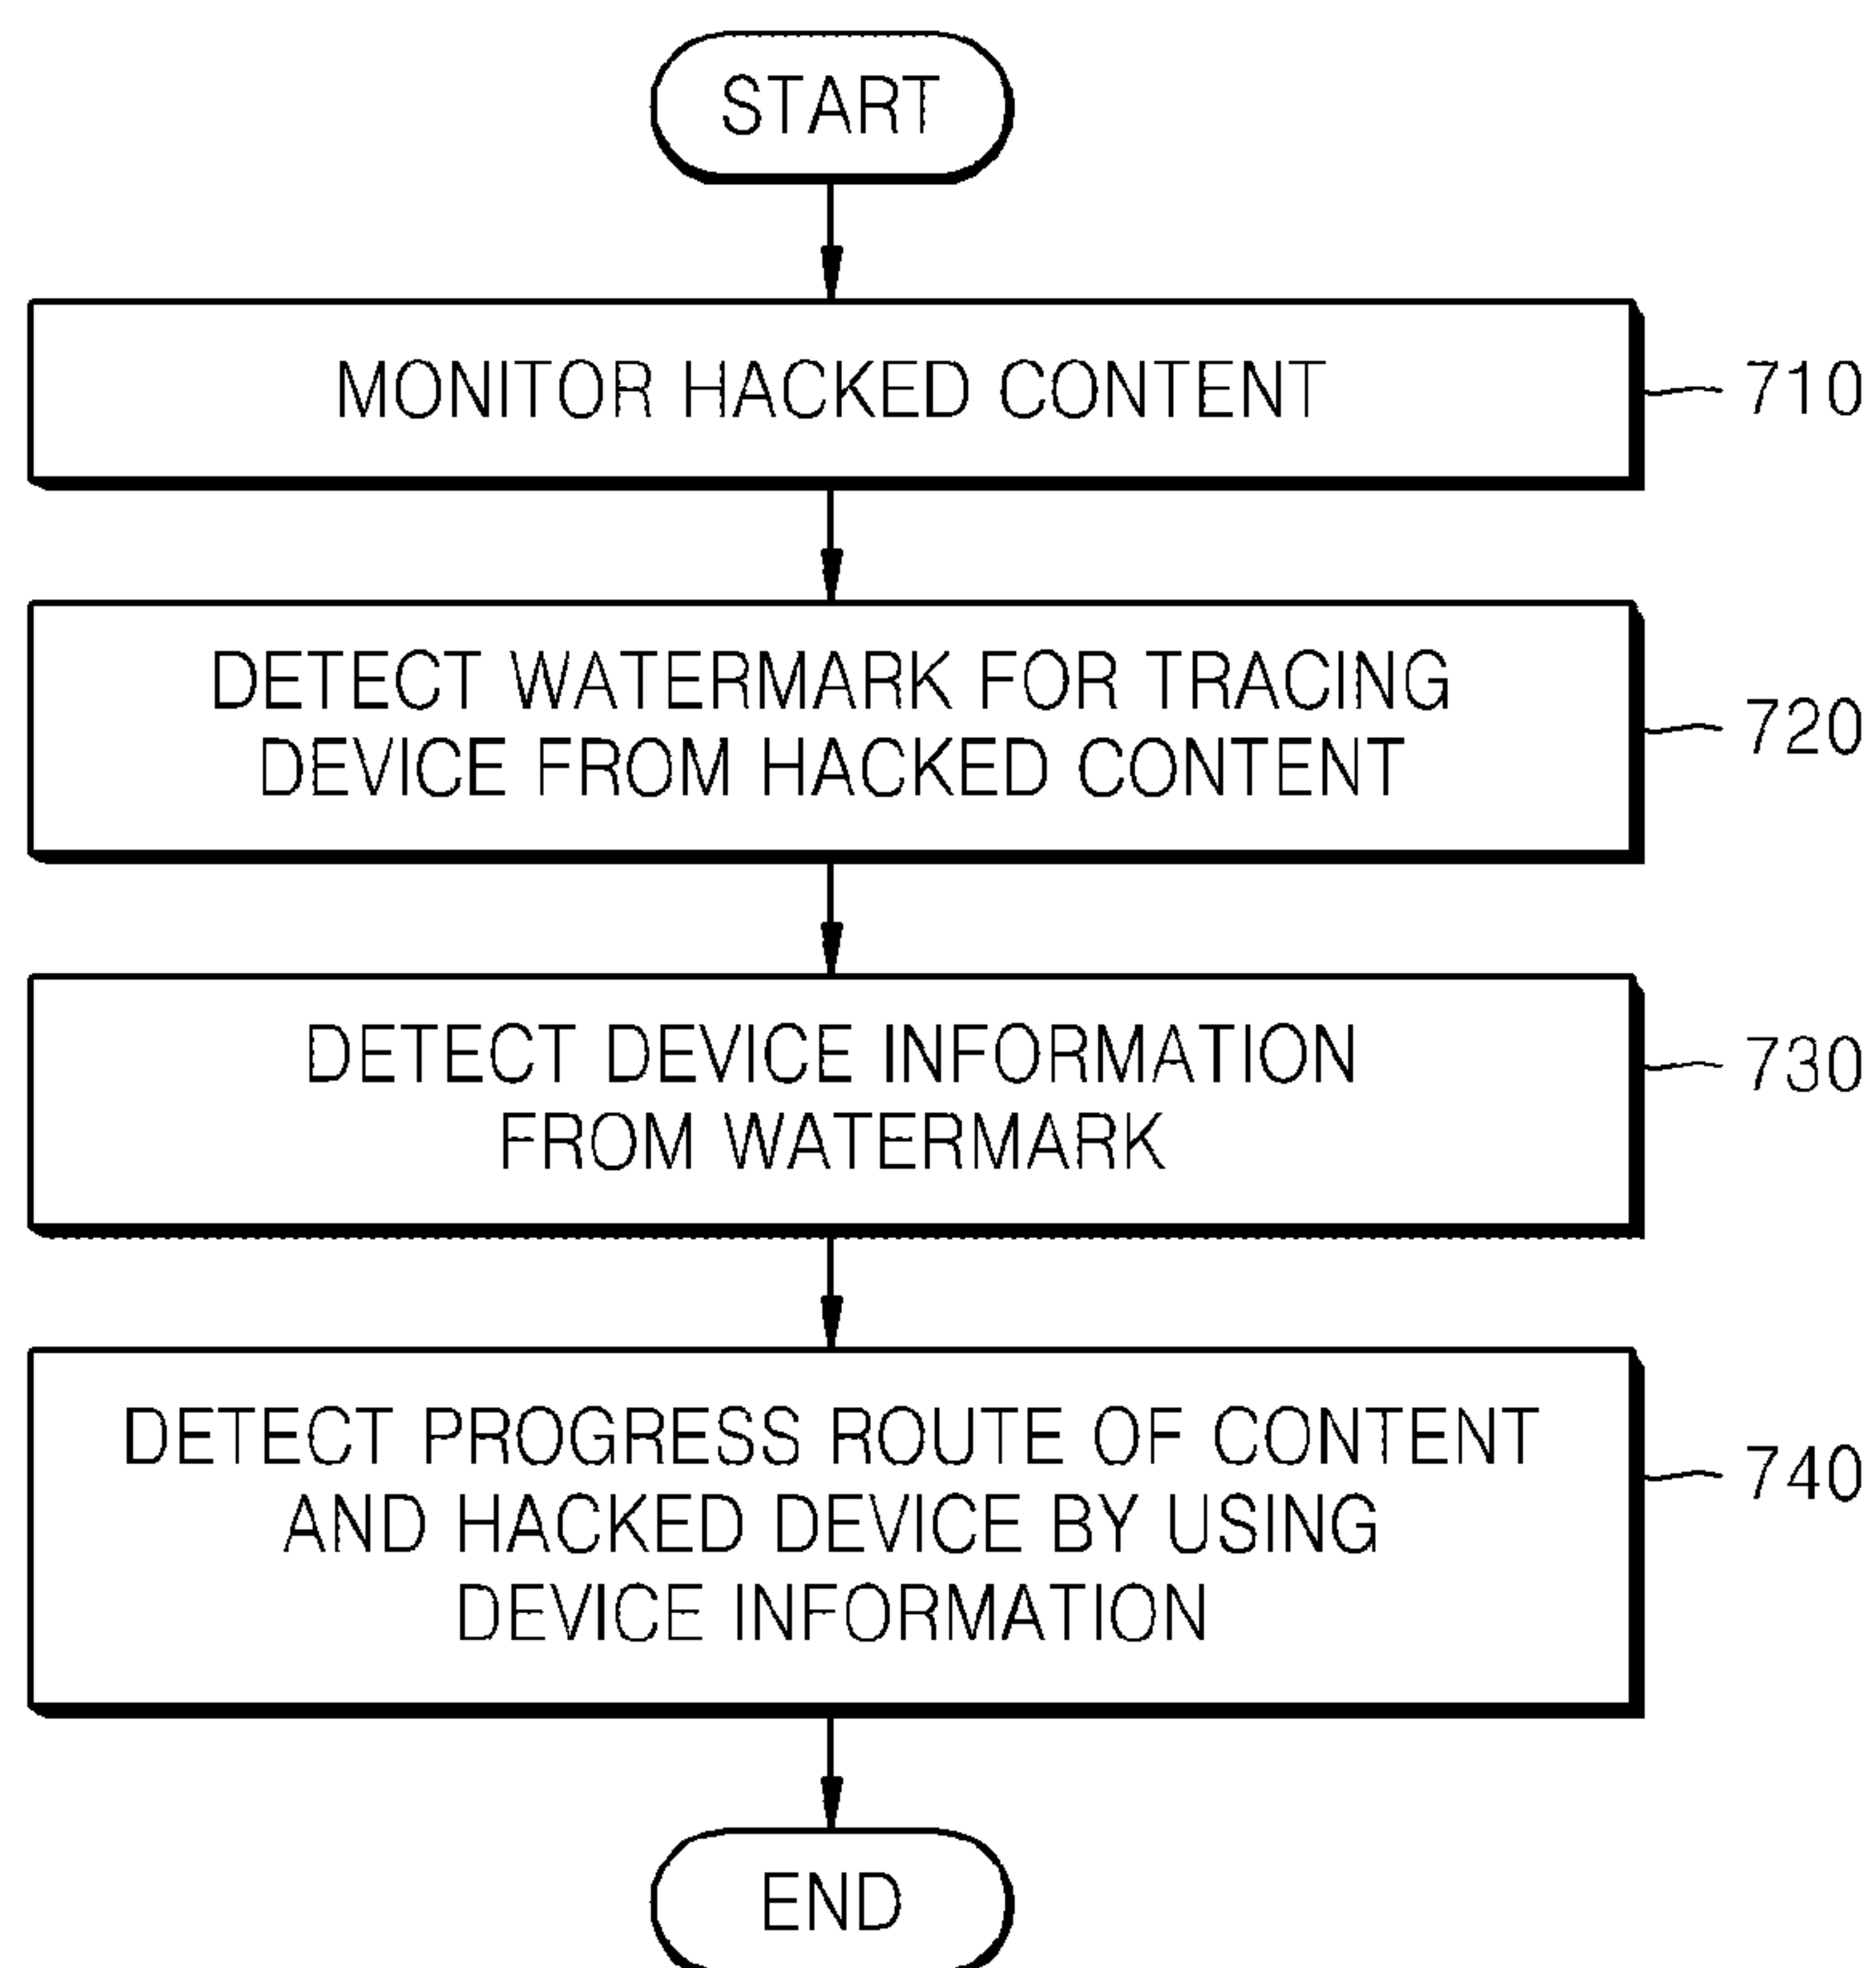 START
MONITOR HACKED CONTENT
710
DETECT WATERMARK FOR TRACING
DEVICE FROM HACKED CONTENT
720
DETECT DEVICE INFORMATION
FROM WATERMARK
730
DETECT PROGRESS ROUTE OF CONTENT
AND HACKED DEVICE BY USING
DEVICE INFORMATION
740
END